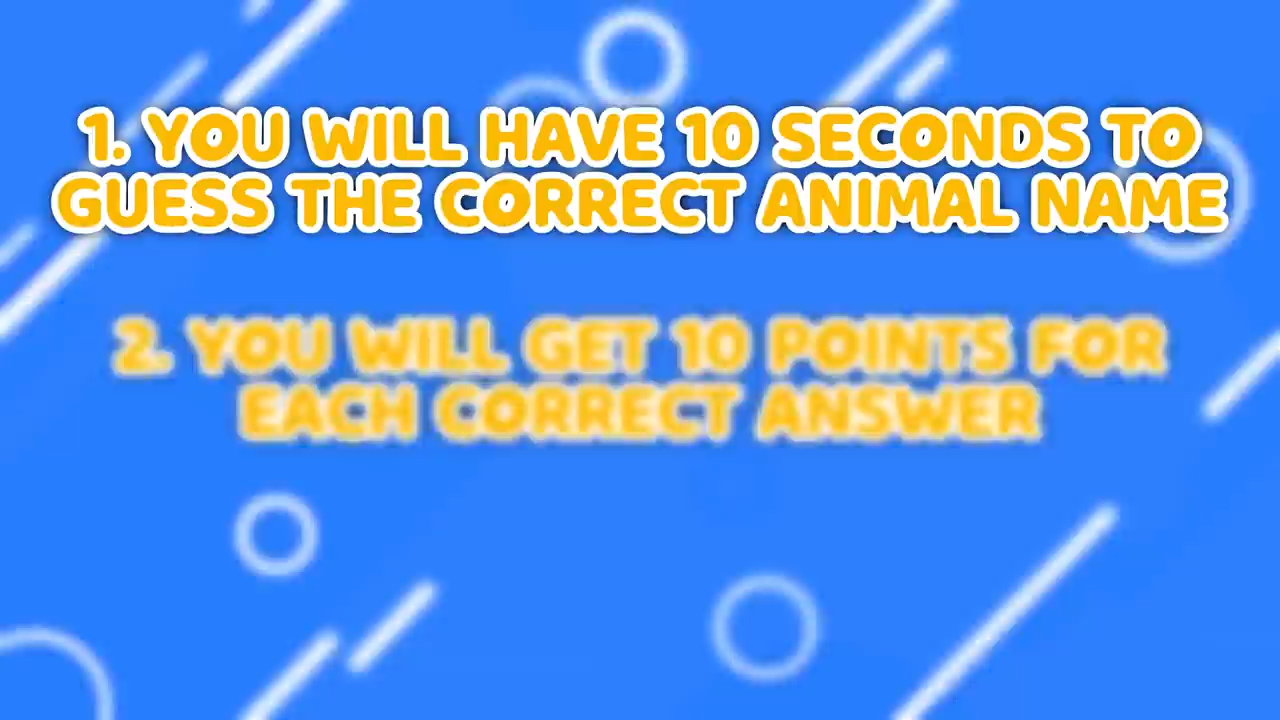 1. YOU WILL HAVE 10 SECONDS TO
GUESS THE CORRECT ANIMAL NAME
2. YOU WILL GET 10 POINTS FOR
EACH CORRECT ANSWER